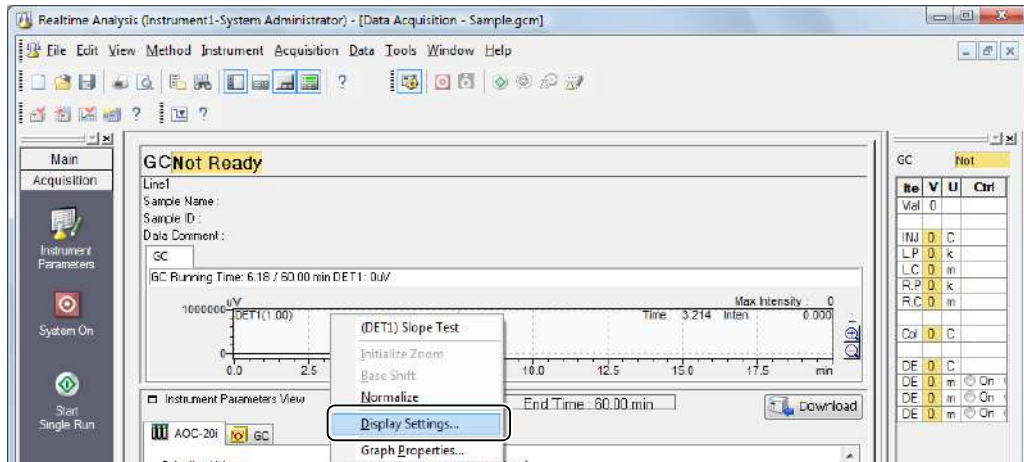 Realtime Analysis (Instrument1-System Administrator) - [Data Acquisition - Sample.gcm]
File Edit View Method Instrument Acquisition Data Tools Window Help
Main
Acquisition
Instrument
Parameters
System On
Start
Single Run
GC Not Ready
Line1
Sample Name :
Sample ID :
Data Comment :
GC
GC Running Time: 6.18 / 60.00 min DET1: 0uV
1000000 uV
DET1(1.00)
Max Intensity : 0
Time 3.214 Inten. 0.000
0
0.0 2.5 10.0 12.5 15.0 17.5 min
(DET1) Slope Test
Initialize Zoom
Base Shift
Normalize
Display Settings...
Graph Properties...
Instrument Parameters View
End Time : 60.00 min
Download
AOC-20i GC
GC Not
Ite V U Ctrl
Vial 0
INJ 0. C
L.P 0. k
L.C 0. m
R.P 0. k
R.C 0. m
Col 0. C
DE 0. C
DE 0. m On
DE 0. m On
DE 0. m On